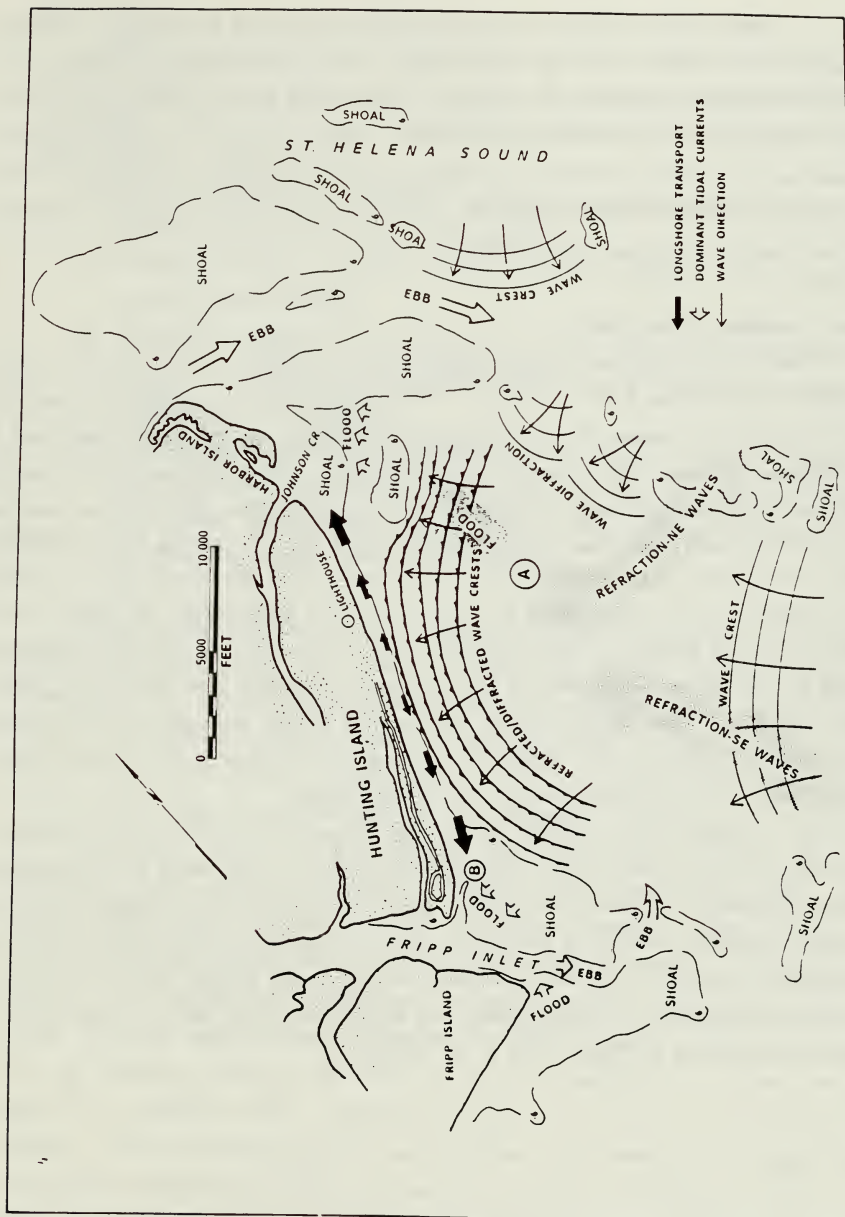 SHOAL
ST. HELENA SOUND
SHOAL
SHOAL
SHOAL
SHOAL
EBB
EBB
WAVE CREST
SHOAL
LONGSHORE TRANSPORT
DOMINANT TIDAL CURRENTS
WAVE DIRECTION
HARBOR ISLAND
JOHNSON CR
SHOAL
SHOAL
FLOOD
SHOAL
LIGHTHOUSE
0 5000 10,000
FEET
HUNTING ISLAND
FLOOD
REFRACTED/DIFFRACTED WAVE CRESTS
WAVE DIFFRACTION
A
REFRACTION-NE WAVES
SHOAL
SHOAL
WAVE CREST
REFRACTION-SE WAVES
B
FLOOD
SHOAL
FRIPP INLET
EBB
EBB
FLOOD
FRIPP ISLAND
SHOAL
SHOAL